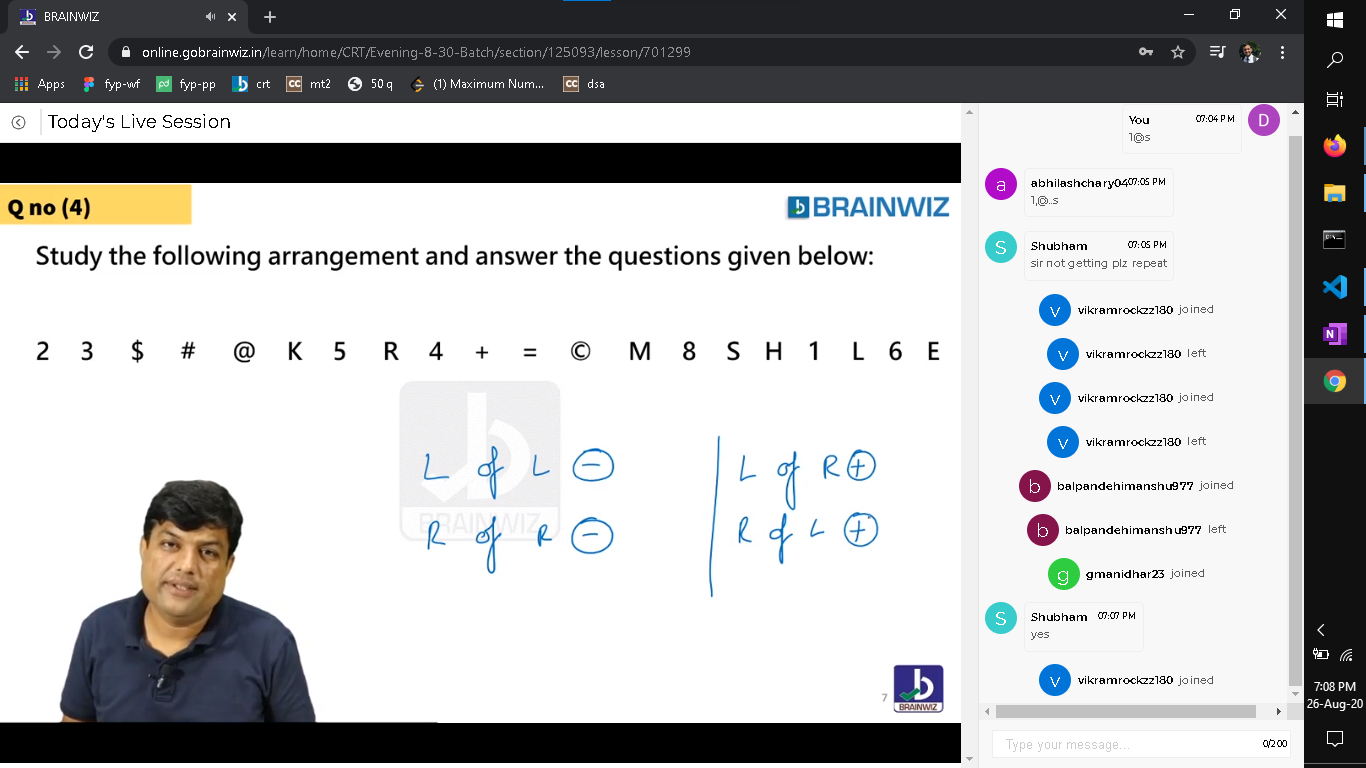 BRAINWIZ
online.gobrainwiz.in/learn/home/CRT/Evening-8-30-Batch/section/125093/lesson/701299
Apps fyp-wf fyp-pp crt CC mt2 50 q (1) Maximum Num... CC dsa
Today's Live Session
Q no (4)
BRAINWIZ
Study the following arrangement and answer the questions given below:
2 3 $ # @ K 5 R 4 + = © M 8 S H 1 L 6 E
BRAINWIZ
L of L −
R of R −
L of R +
R of L +
7
BRAINWIZ
You 07:04 PM
1@s
D
a
abhilashchary04 07:05 PM
1,@..s
S
Shubham 07:05 PM
sir not getting plz repeat
v vikramrockzz180 joined
v vikramrockzz180 left
v vikramrockzz180 joined
v vikramrockzz180 left
b balpandehimanshu977 joined
b balpandehimanshu977 left
g gmanidhar23 joined
S
Shubham 07:07 PM
yes
v vikramrockzz180 joined
Type your message... 0/200
7:08 PM
26-Aug-20